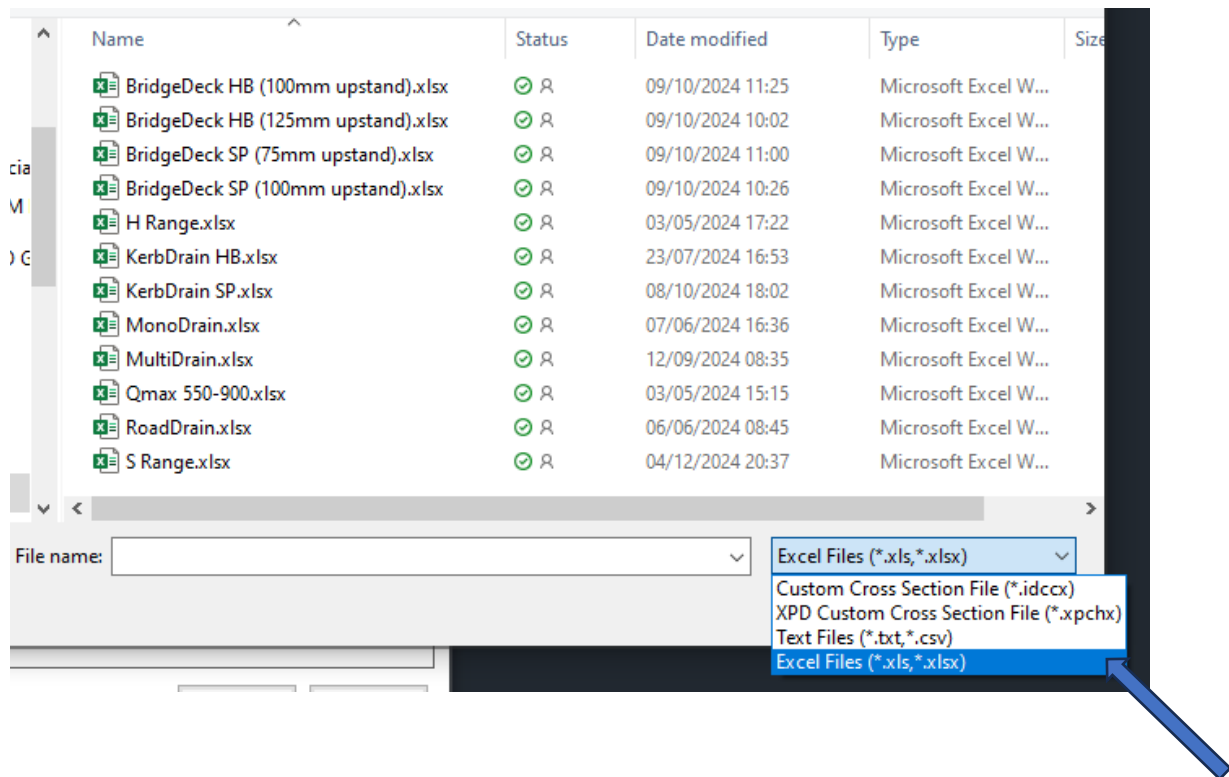 Name Status Date modified Type Size
BridgeDeck HB (100mm upstand).xlsx 09/10/2024 11:25 Microsoft Excel W...
BridgeDeck HB (125mm upstand).xlsx 09/10/2024 10:02 Microsoft Excel W...
BridgeDeck SP (75mm upstand).xlsx 09/10/2024 11:00 Microsoft Excel W...
cia
BridgeDeck SP (100mm upstand).xlsx 09/10/2024 10:26 Microsoft Excel W...
M
H Range.xlsx 03/05/2024 17:22 Microsoft Excel W...
KerbDrain HB.xlsx 23/07/2024 16:53 Microsoft Excel W...
G
KerbDrain SP.xlsx 08/10/2024 18:02 Microsoft Excel W...
MonoDrain.xlsx 07/06/2024 16:36 Microsoft Excel W...
MultiDrain.xlsx 12/09/2024 08:35 Microsoft Excel W...
Qmax 550-900.xlsx 03/05/2024 15:15 Microsoft Excel W...
RoadDrain.xlsx 06/06/2024 08:45 Microsoft Excel W...
S Range.xlsx 04/12/2024 20:37 Microsoft Excel W...
File name: Excel Files (*.xls,*.xlsx)
Custom Cross Section File (*.idccx)
XPD Custom Cross Section File (*.xpchx)
Text Files (*.txt,*.csv)
Excel Files (*.xls,*.xlsx)